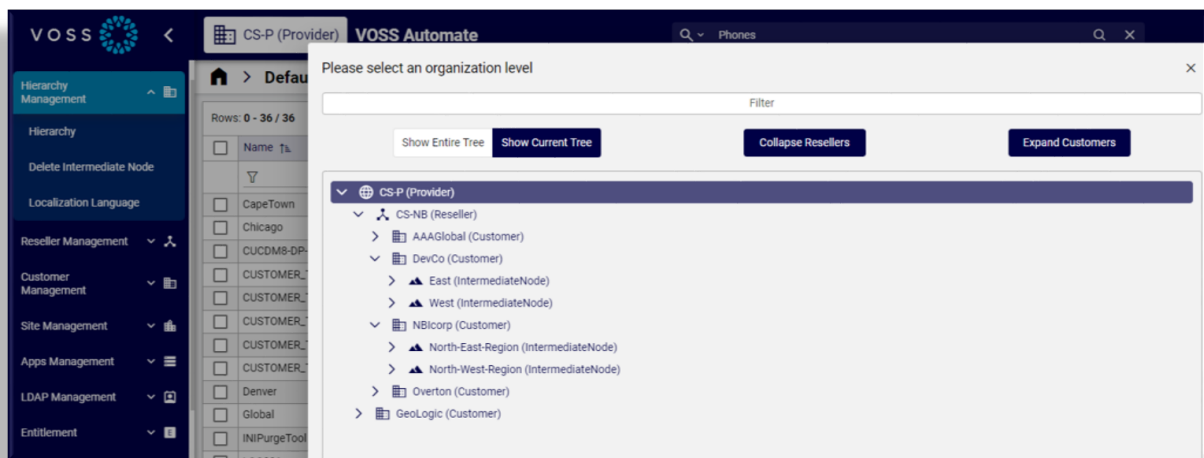 VOSS
CS-P (Provider)
VOSS Automate
Phones
Hierarchy
Management
Hierarchy
Delete Intermediate Node
Localization Language
Reseller Management
Customer
Management
Site Management
Apps Management
LDAP Management
Entitlement
Defau
Rows: 0 - 36 / 36
Name
CapeTown
Chicago
CUCDM8-DP-
CUSTOMER_
CUSTOMER_
CUSTOMER_
CUSTOMER_
CUSTOMER_
Denver
Global
INIPurgeTool
Please select an organization level
Filter
Show Entire Tree Show Current Tree Collapse Resellers Expand Customers
CS-P (Provider)
CS-NB (Reseller)
AAAGlobal (Customer)
DevCo (Customer)
East (IntermediateNode)
West (IntermediateNode)
NBIcorp (Customer)
North-East-Region (IntermediateNode)
North-West-Region (IntermediateNode)
Overton (Customer)
GeoLogic (Customer)